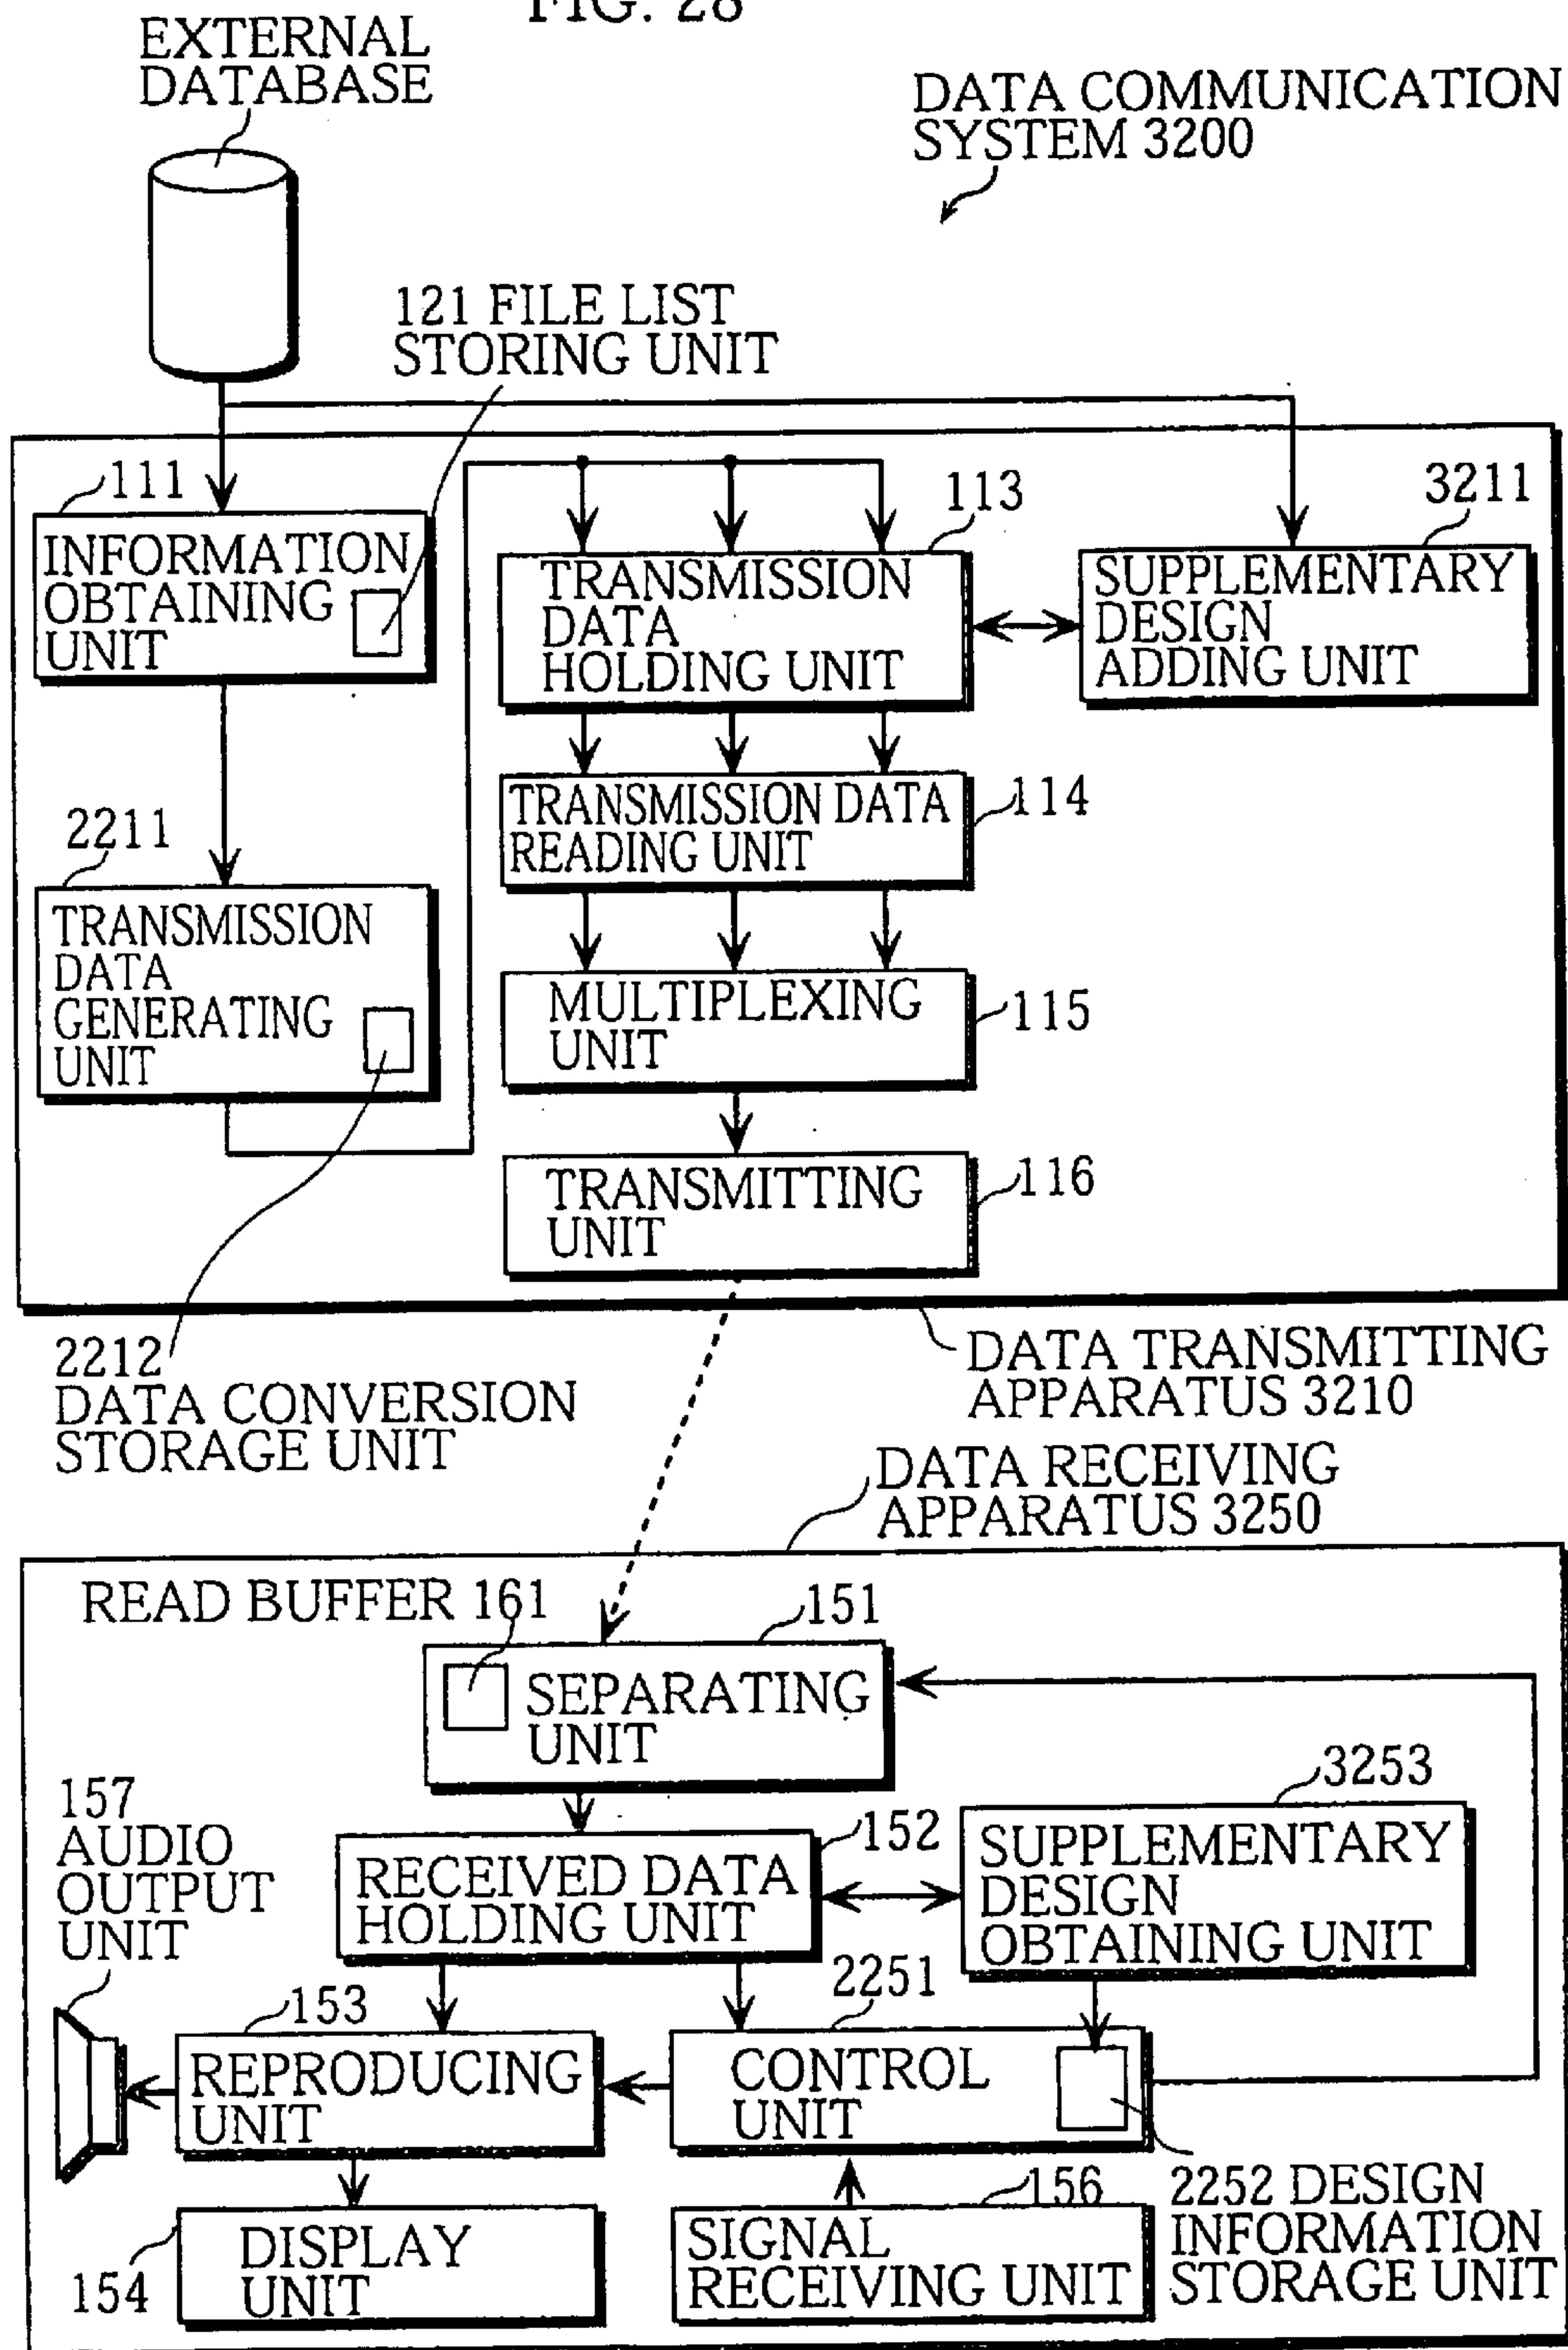 FIG. 28
EXTERNAL
DATABASE
DATA COMMUNICATION
SYSTEM 3200
121 FILE LIST
STORING UNIT
111
INFORMATION
OBTAINING
UNIT
113
TRANSMISSION
DATA
HOLDING UNIT
3211
SUPPLEMENTARY
DESIGN
ADDING UNIT
114
TRANSMISSION DATA
READING UNIT
2211
TRANSMISSION
DATA
GENERATING
UNIT
MULTIPLEXING
UNIT
115
TRANSMITTING
UNIT
116
2212
DATA CONVERSION
STORAGE UNIT
DATA TRANSMITTING
APPARATUS 3210
DATA RECEIVING
APPARATUS 3250
READ BUFFER 161
151
SEPARATING
UNIT
157
AUDIO
OUTPUT
UNIT
152
RECEIVED DATA
HOLDING UNIT
3253
SUPPLEMENTARY
DESIGN
OBTAINING UNIT
153
REPRODUCING
UNIT
2251
CONTROL
UNIT
154
DISPLAY
UNIT
156
SIGNAL
RECEIVING UNIT
2252 DESIGN
INFORMATION
STORAGE UNIT